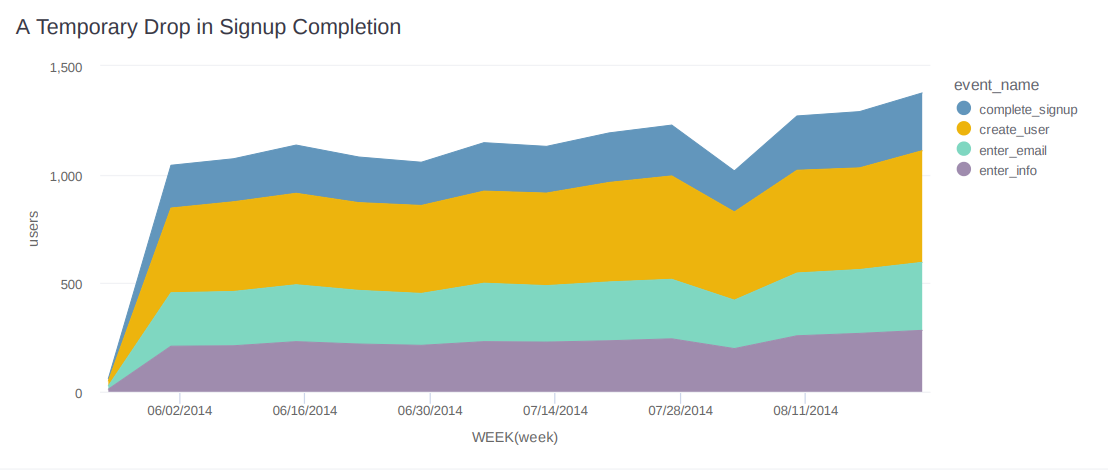 A Temporary Drop in Signup Completion
1,500
1,000
500
0
users
06/02/2014
06/16/2014
06/30/2014
07/14/2014
07/28/2014
08/11/2014
WEEK(week)
event_name
complete_signup
create_user
enter_email
enter_info